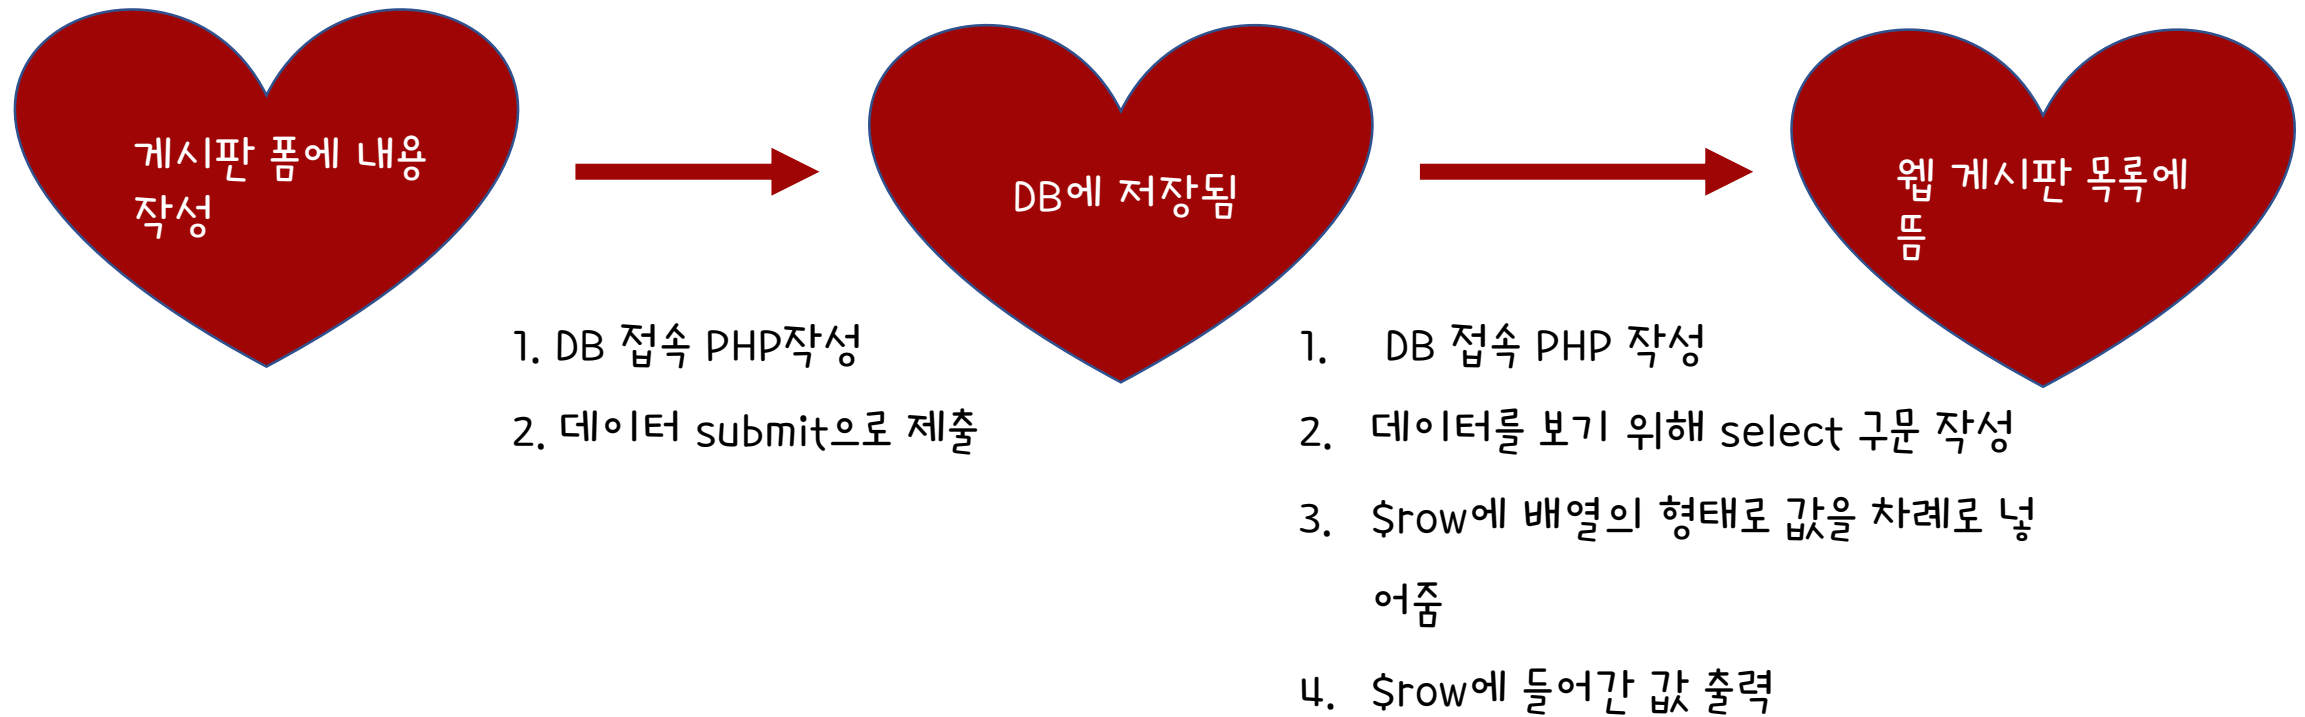 게시판 폼에 내용
작성
DB에 저장됨
웹 게시판 목록에
뜸
1. DB 접속 PHP작성
2. 데이터 submit으로 제출
1. DB 접속 PHP 작성
2. 데이터를 보기 위해 select 구문 작성
3. $row에 배열의 형태로 값을 차례로 넣
어줌
4. $row에 들어간 값 출력